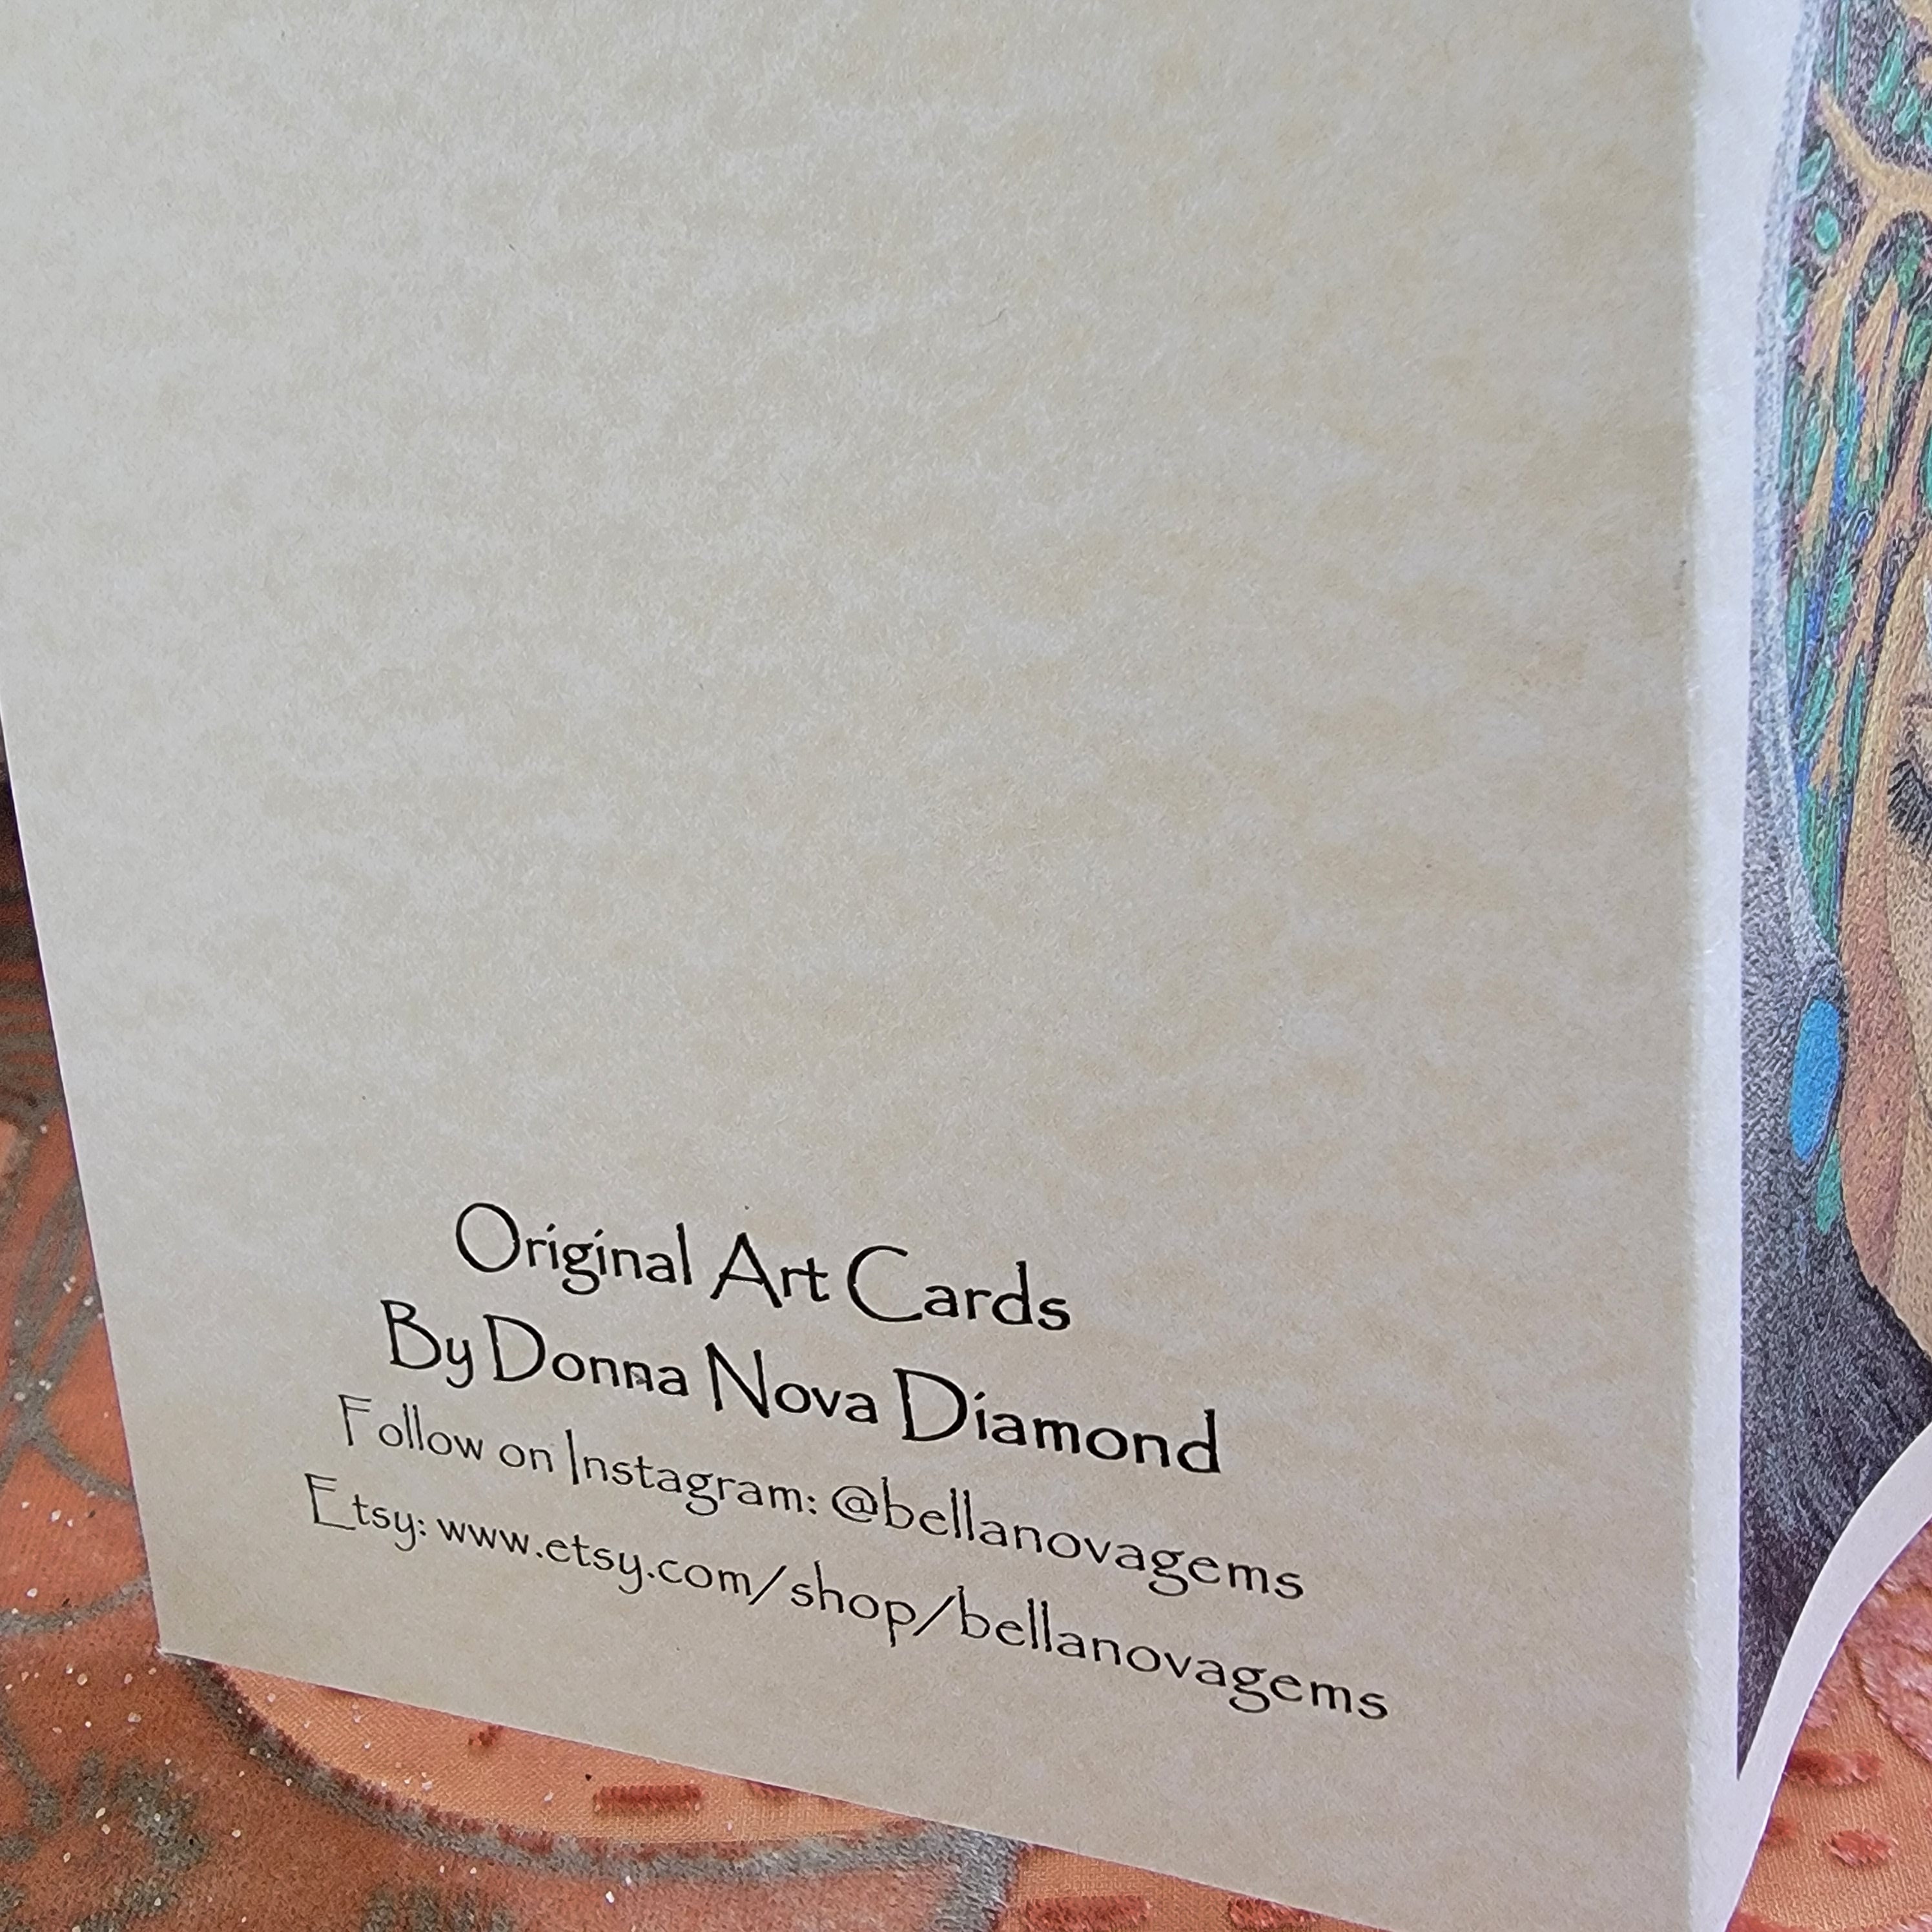 Original Art Cards
By Donna Nova Diamond
Follow on Instagram: @bellanovagems
Etsy: www.etsy.com/shop/bellanovagems